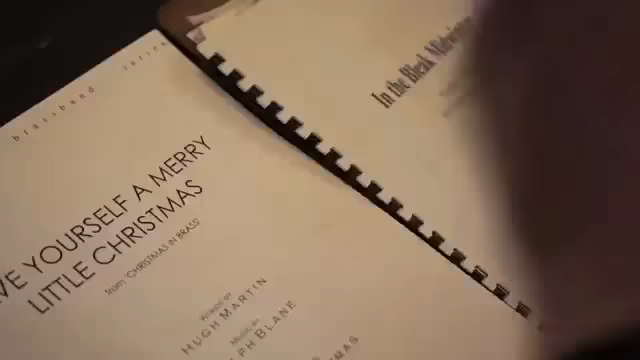 brassband series
VE YOURSELF A MERRY
LITTLE CHRISTMAS
from 'CHRISTMAS IN BRASS'
HUGH MARTIN
LPH BLANE
MAS
In the Bleak Midwinter